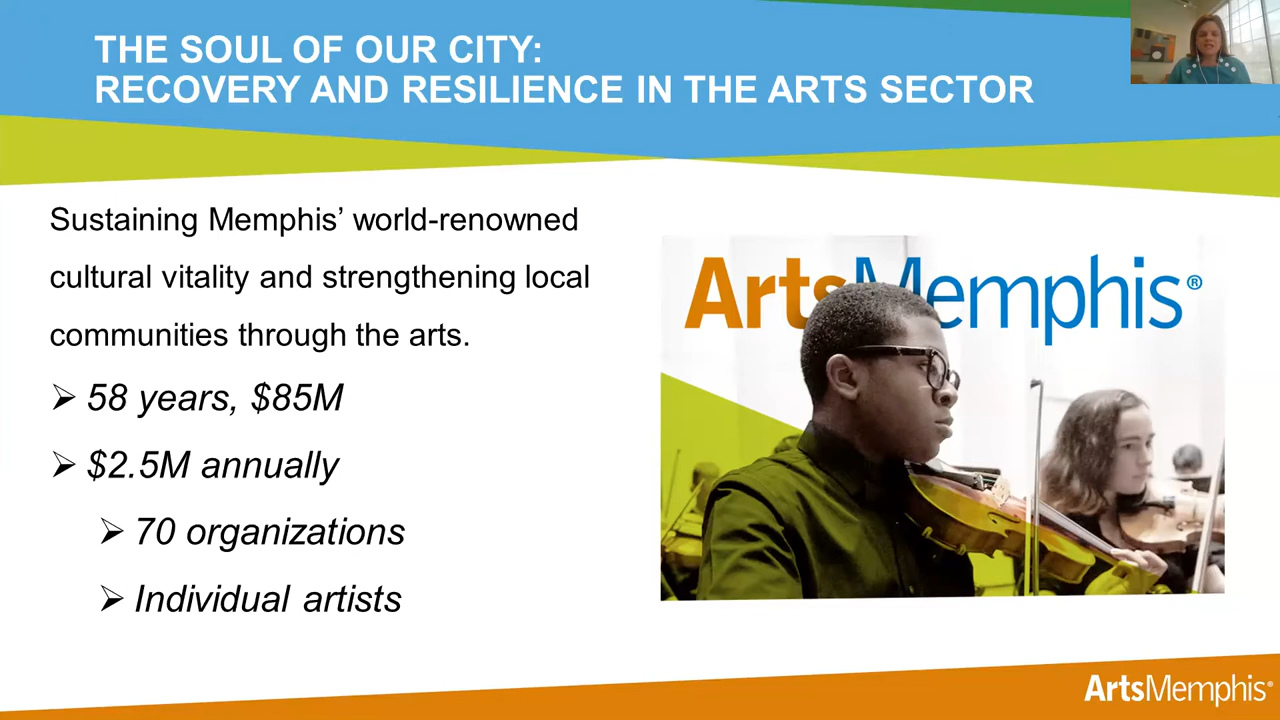 THE SOUL OF OUR CITY:
RECOVERY AND RESILIENCE IN THE ARTS SECTOR
Sustaining Memphis’ world-renowned
cultural vitality and strengthening local
communities through the arts.
➢ 58 years, $85M
➢ $2.5M annually
➢ 70 organizations
➢ Individual artists
ArtsMemphis®
ArtsMemphis®